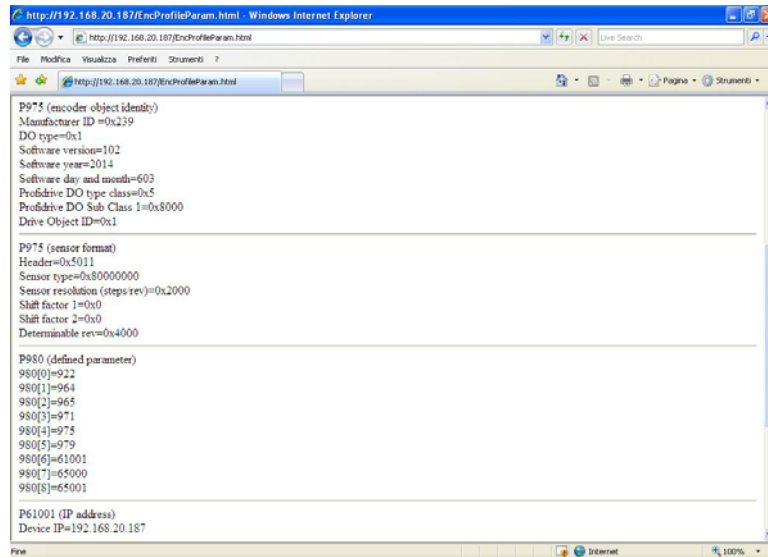 http://192.168.20.187/EncProfileParam.html - Windows Internet Explorer
http://192.168.20.187/EncProfileParam.html
Live Search
File Modifica Visualizza Preferiti Strumenti ?
http://192.168.20.187/EncProfileParam.html
Pagina Strumenti
P975 (encoder object identity)
Manufacturer ID =0x239
DO type=0x1
Software version=102
Software year=2014
Software day and month=603
Profidrive DO type class=0x5
Profidrive DO Sub Class 1=0x8000
Drive Object ID=0x1
P975 (sensor format)
Header=0x5011
Sensor type=0x80000000
Sensor resolution (steps/rev)=0x2000
Shift factor 1=0x0
Shift factor 2=0x0
Determinable rev=0x4000
P980 (defined parameter)
980[0]=922
980[1]=964
980[2]=965
980[3]=971
980[4]=975
980[5]=979
980[6]=61001
980[7]=65000
980[8]=65001
P61001 (IP address)
Device IP=192.168.20.187
Fine
Internet
100%